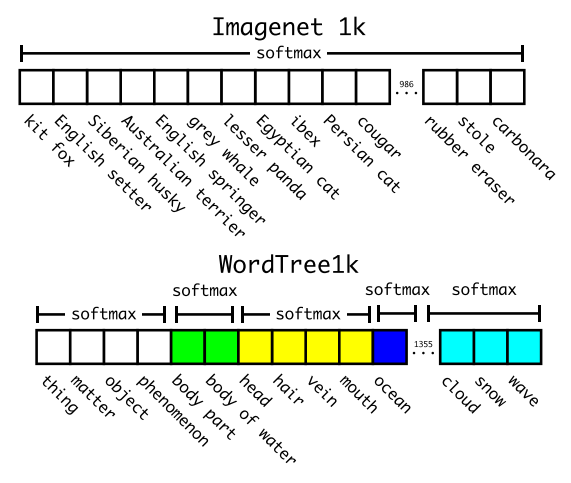 Imagenet 1k
softmax
986
kit fox
English setter
Siberian husky
Australian terrier
English springer
grey whale
lesser panda
Egyptian cat
ibex
Persian cat
cougar
rubber eraser
stole
carbonara
WordTree1k
softmax
softmax
softmax
softmax
softmax
1355
thing
matter
object
phenomenon
body part
body of water
head
hair
vein
mouth
ocean
cloud
snow
wave